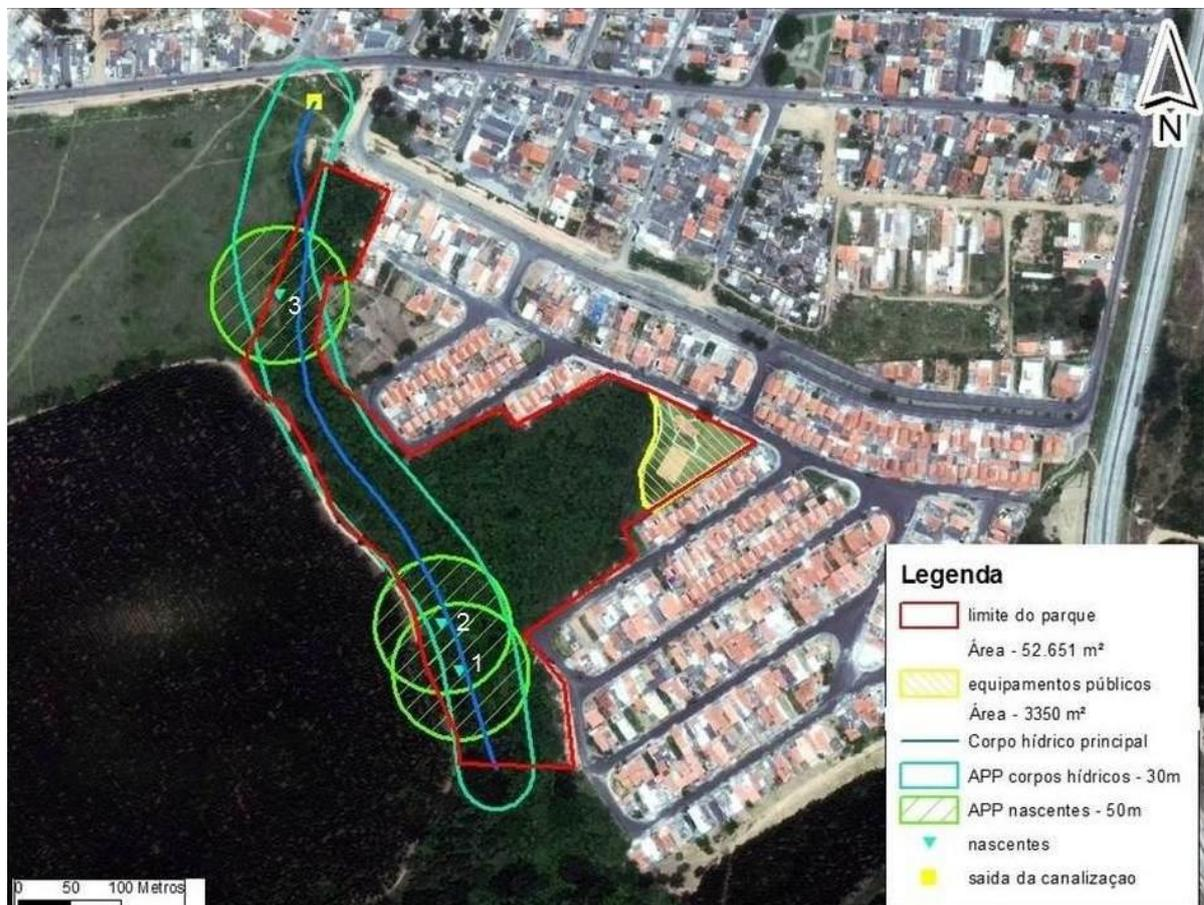 N
3
2
1
Legenda
limite do parque
Área - 52.651 m²
equipamentos públicos
Área - 3350 m²
Corpo hídrico principal
APP corpos hídricos - 30m
APP nascentes - 50m
nascentes
saida da canalizaçao
0 50 100 Metros